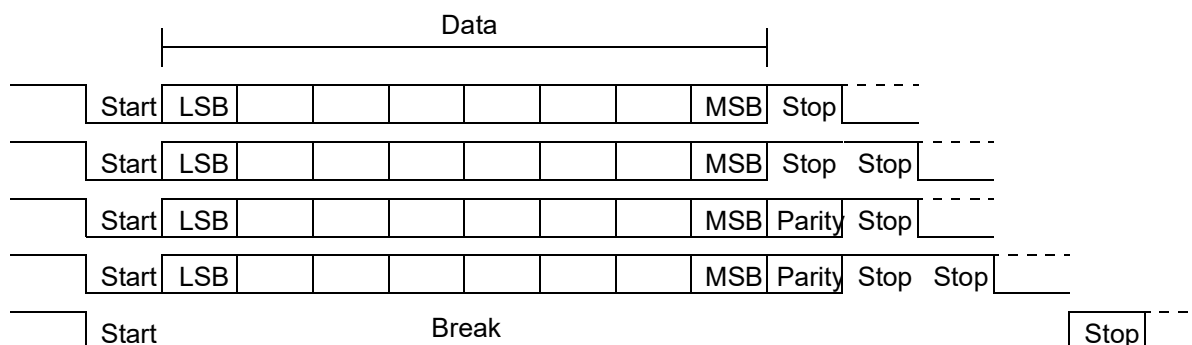 Data
Start LSB MSB Stop
Start LSB MSB Stop Stop
Start LSB MSB Parity Stop
Start LSB MSB Parity Stop Stop
Start Break Stop